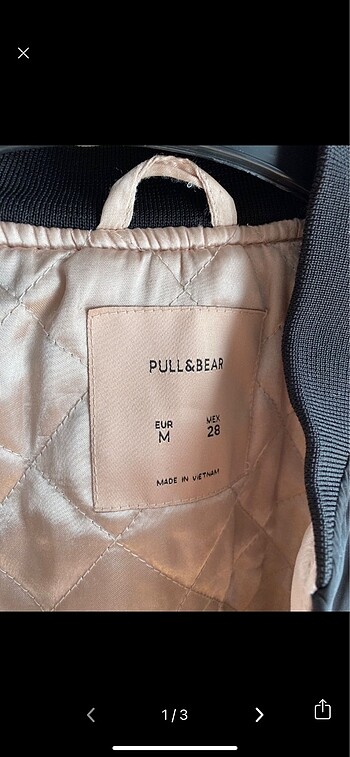 PULL&BEAR
EUR MEX
M 28
MADE IN VIETNAM
1/3